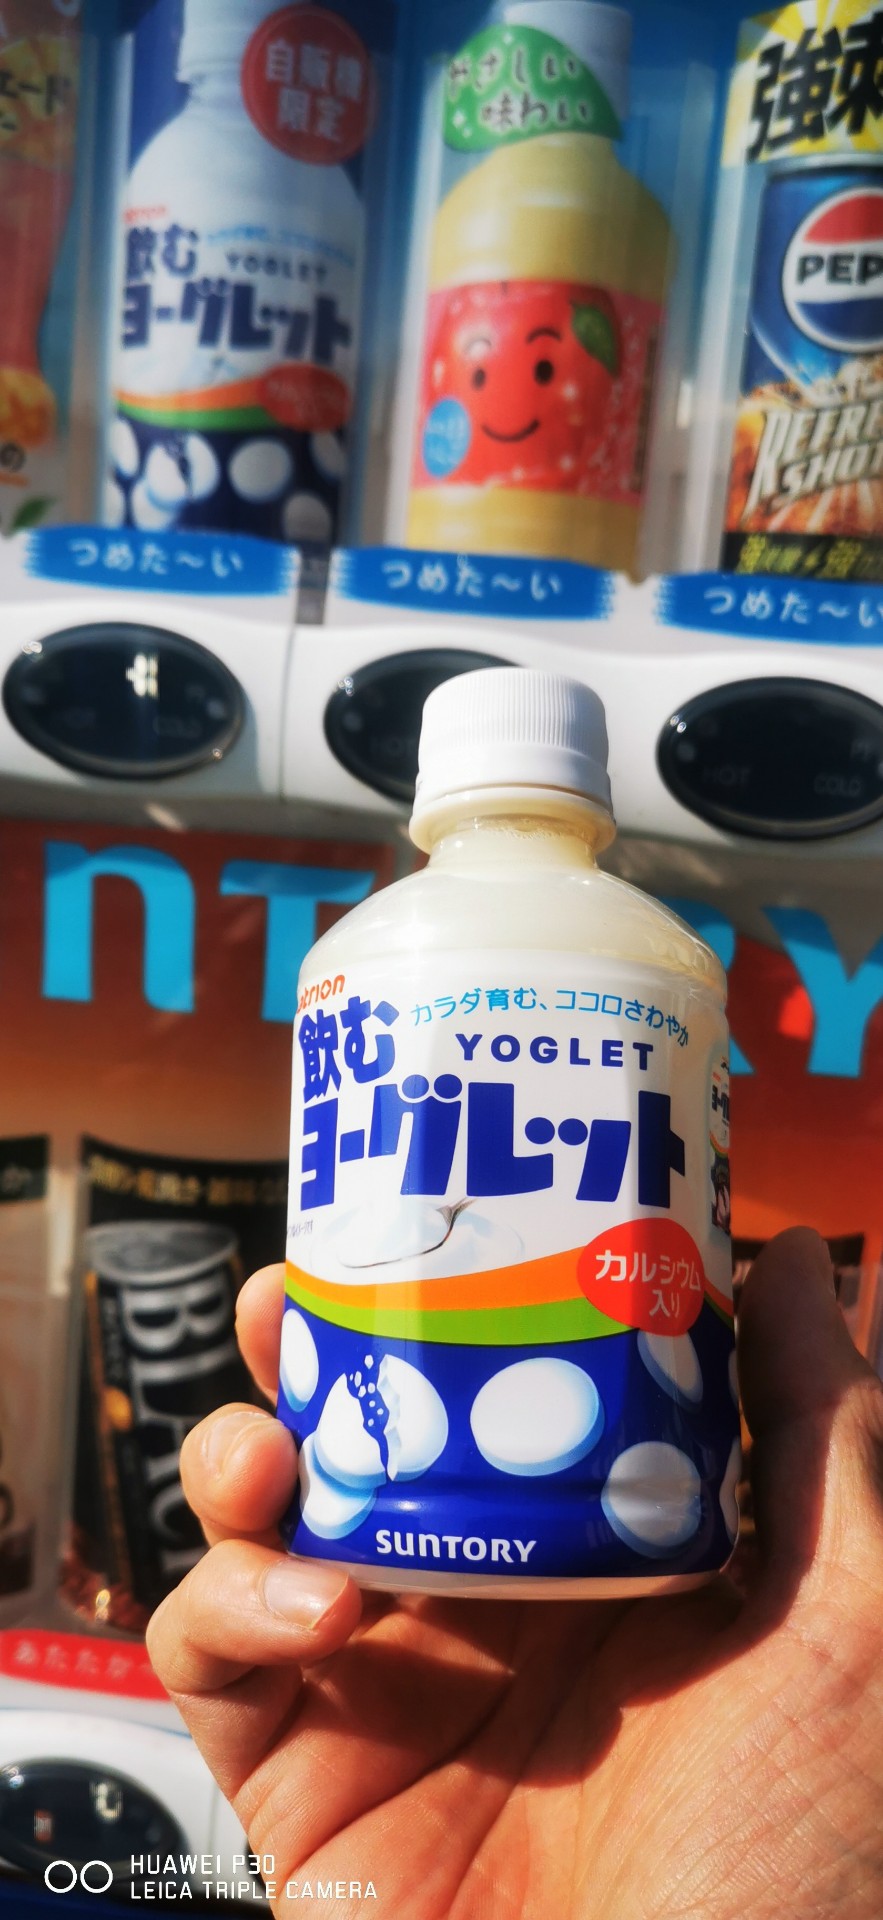 自販機
限定
やさしい
味わい
強
飲む
YOGLET
ヨーグレット
PEP
REFRE
SHOT
つめた〜い
つめた〜い
つめた〜い
HOT
COLD
nTORY
カラダ育む、ココロさわやか
飲む
YOGLET
ヨーグレット
カルシウム
入り
SUNTORY
BLACK
あたたか
HUAWEI P30
LEICA TRIPLE CAMERA